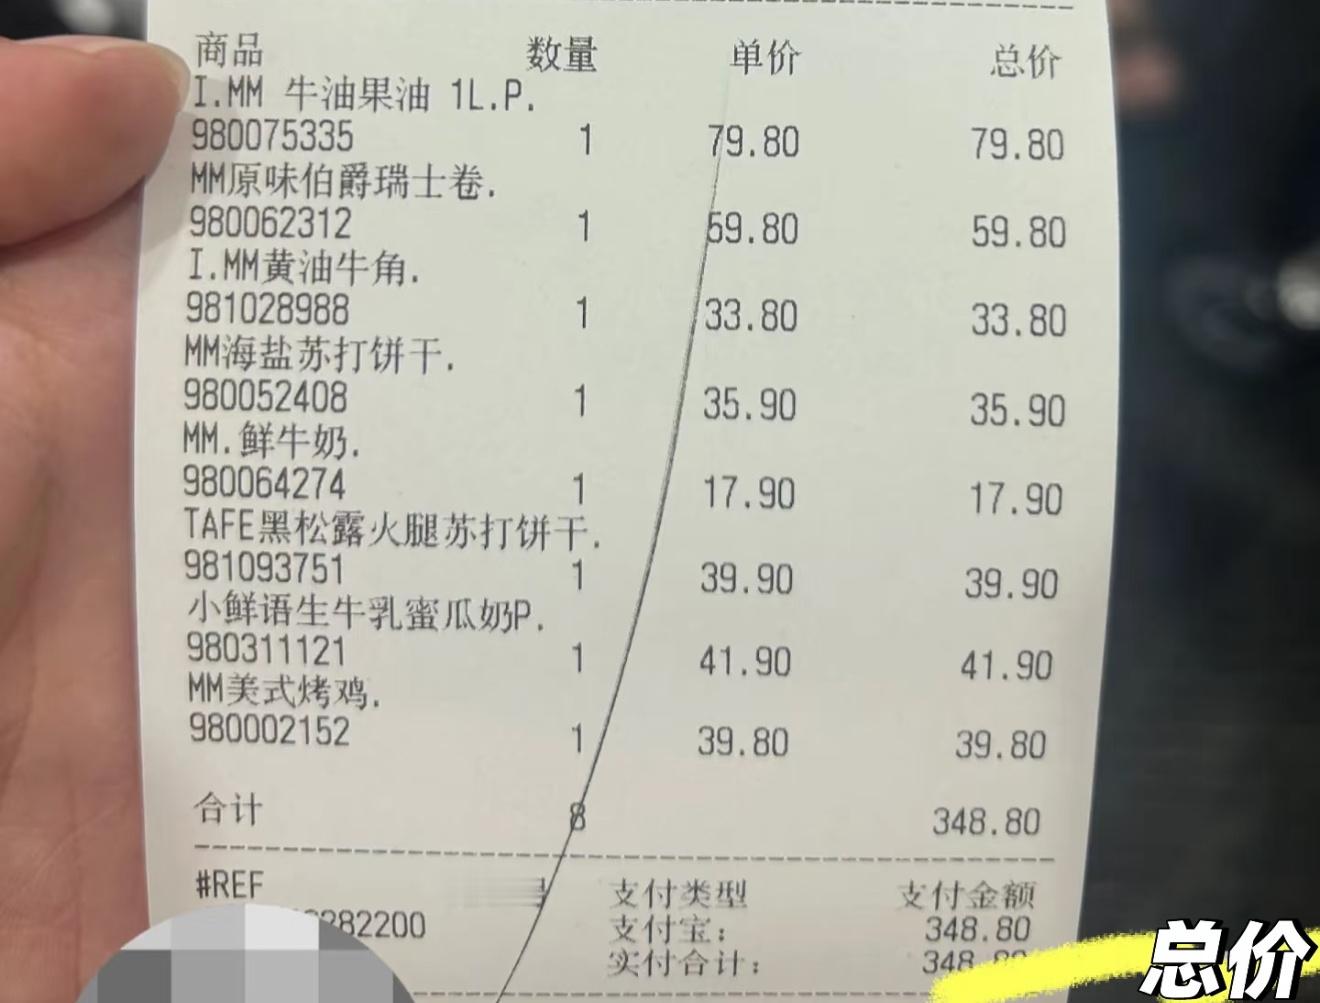 商品 数量 单价 总价
I.MM 牛油果油 1L.P.
980075335 1 79.80 79.80
MM原味伯爵瑞士卷.
980062312 1 59.80 59.80
I.MM黄油牛角.
981028988 1 33.80 33.80
MM海盐苏打饼干.
980052408 1 35.90 35.90
MM.鲜牛奶.
980064274 1 17.90 17.90
TAFE黑松露火腿苏打饼干.
981093751 1 39.90 39.90
小鲜语生牛乳蜜瓜奶P.
980311121 1 41.90 41.90
MM美式烤鸡.
980002152 1 39.80 39.80
合计 8 348.80
#REF 支付类型 支付金额
282200 支付宝: 348.80
实付合计:
总价